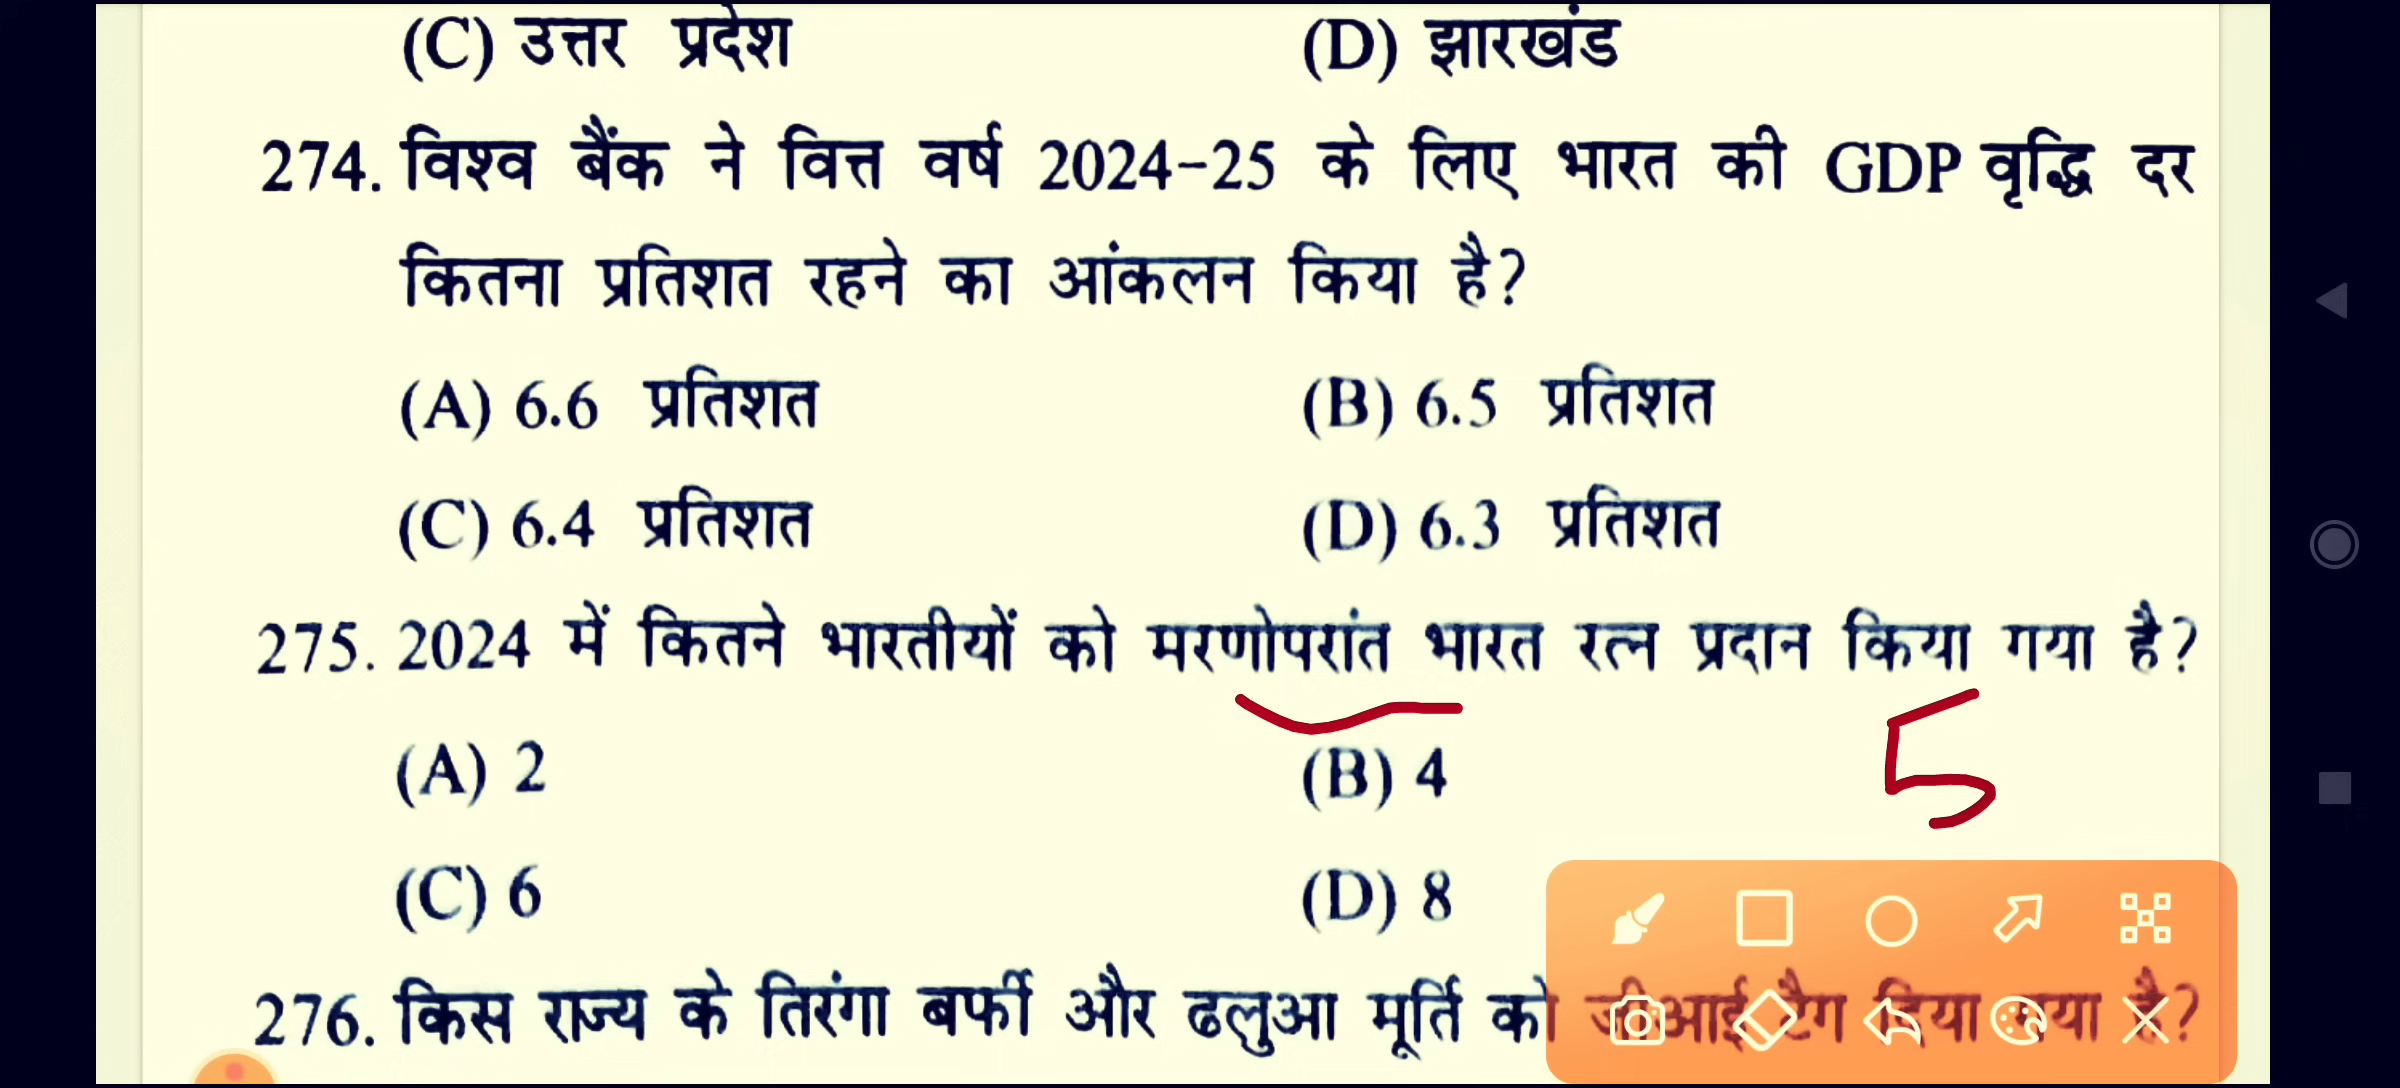 (C) उत्तर प्रदेश (D) झारखंड
274. विश्व बैंक ने वित्त वर्ष 2024-25 के लिए भारत की GDP वृद्धि दर
कितना प्रतिशत रहने का आंकलन किया है?
(A) 6.6 प्रतिशत (B) 6.5 प्रतिशत
(C) 6.4 प्रतिशत (D) 6.3 प्रतिशत
275. 2024 में कितने भारतीयों को मरणोपरांत भारत रत्न प्रदान किया गया है?
5
(A) 2 (B) 4
(C) 6 (D) 8
276. किस राज्य के तिरंगा बर्फी और ढलुआ मूर्ति को जीआई टैग दिया गया है?